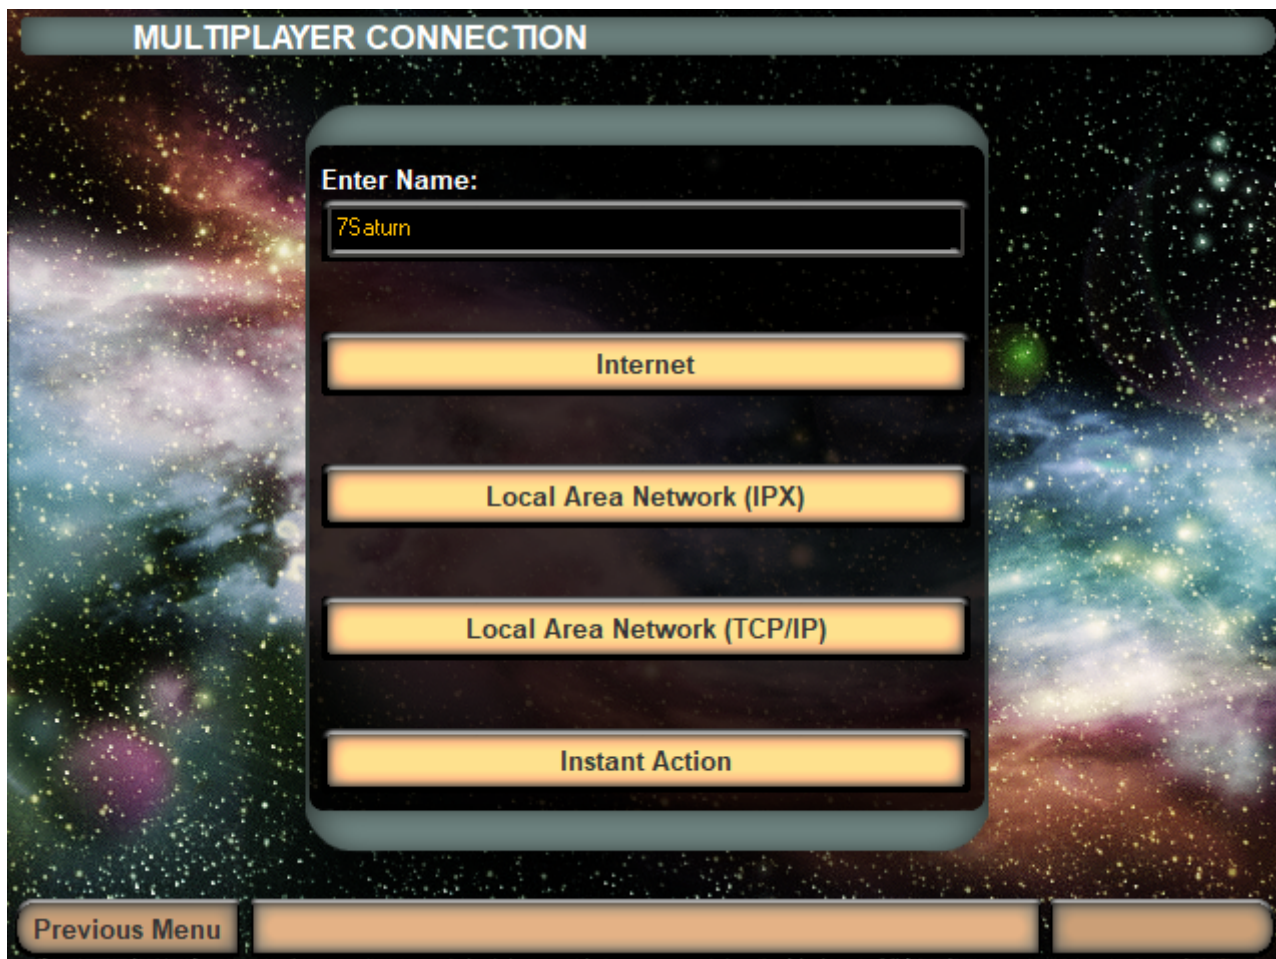 MULTIPLAYER CONNECTION
Enter Name:
7Saturn
Internet
Local Area Network (IPX)
Local Area Network (TCP/IP)
Instant Action
Previous Menu